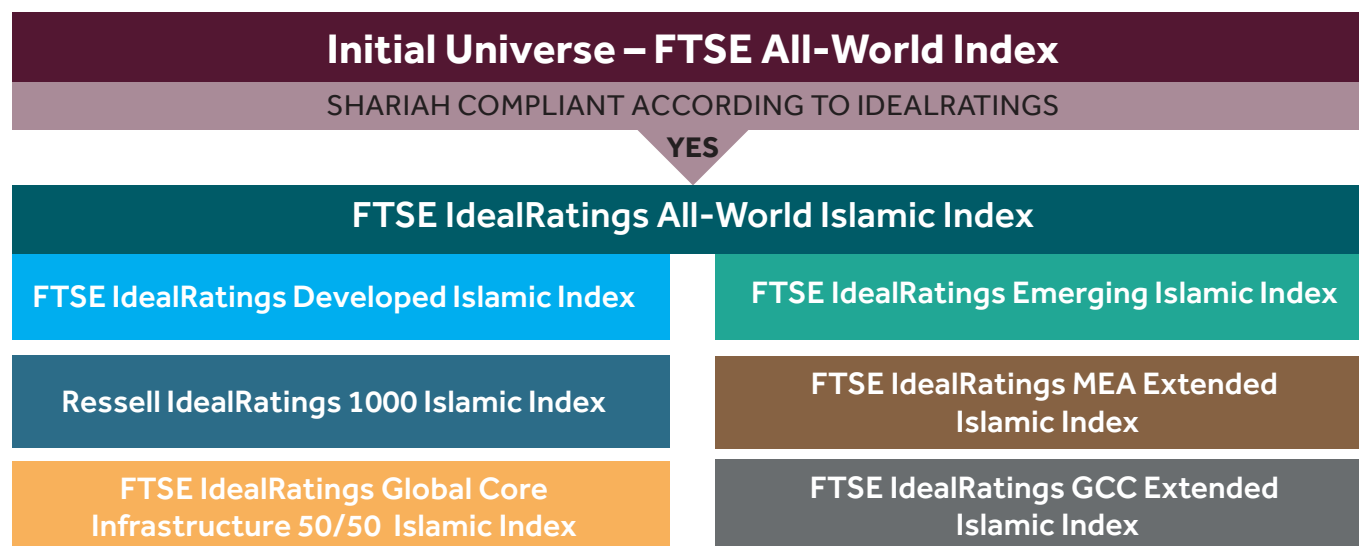 Initial Universe – FTSE All-World Index
SHARIAH COMPLIANT ACCORDING TO IDEALRATINGS
YES
FTSE IdealRatings All-World Islamic Index
FTSE IdealRatings Developed Islamic Index
FTSE IdealRatings Emerging Islamic Index
Ressell IdealRatings 1000 Islamic Index
FTSE IdealRatings MEA Extended
Islamic Index
FTSE IdealRatings Global Core
Infrastructure 50/50 Islamic Index
FTSE IdealRatings GCC Extended
Islamic Index